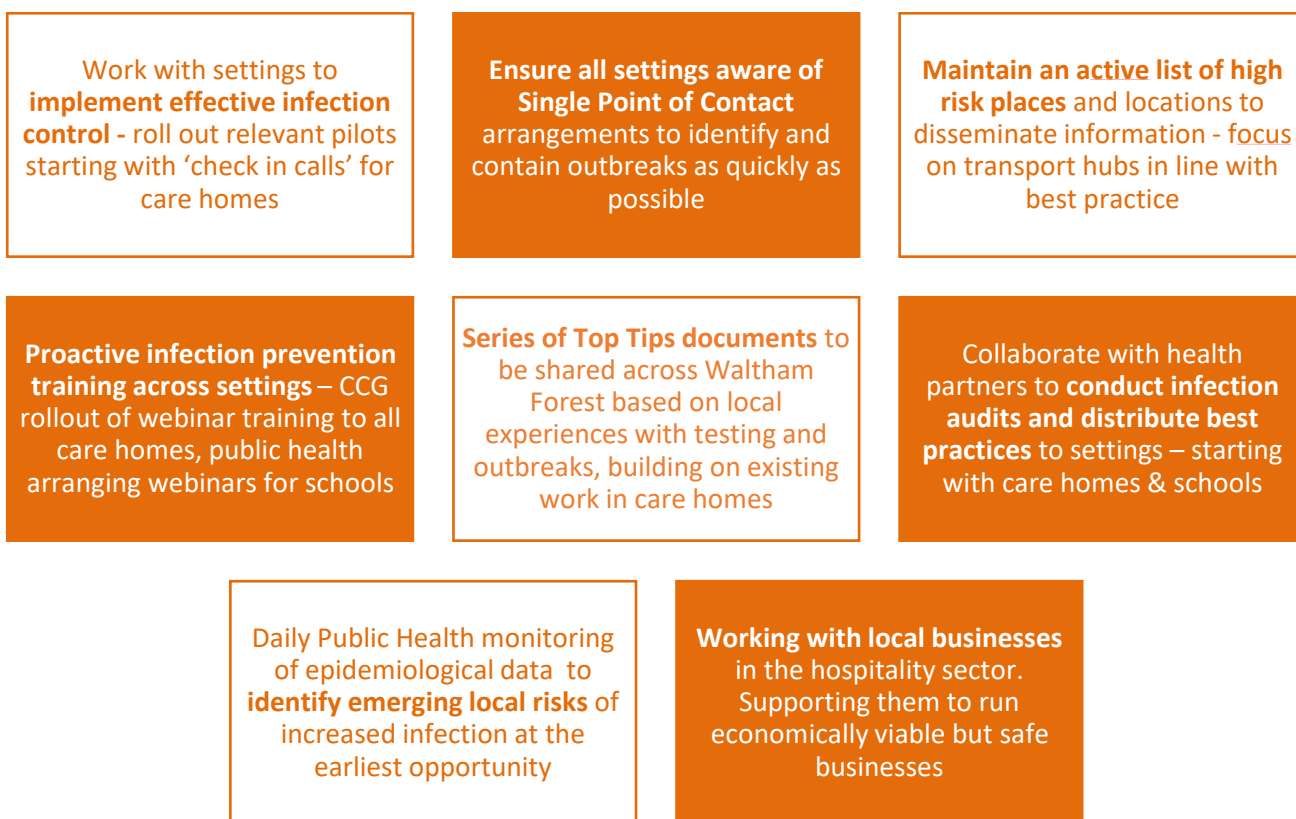 Work with settings to
implement effective infection
control - roll out relevant pilots
starting with ‘check in calls’ for
care homes
Ensure all settings aware of
Single Point of Contact
arrangements to identify and
contain outbreaks as quickly as
possible
Maintain an active list of high
risk places and locations to
disseminate information - focus
on transport hubs in line with
best practice
Proactive infection prevention
training across settings – CCG
rollout of webinar training to all
care homes, public health
arranging webinars for schools
Series of Top Tips documents to
be shared across Waltham
Forest based on local
experiences with testing and
outbreaks, building on existing
work in care homes
Collaborate with health
partners to conduct infection
audits and distribute best
practices to settings – starting
with care homes & schools
Daily Public Health monitoring
of epidemiological data to
identify emerging local risks of
increased infection at the
earliest opportunity
Working with local businesses
in the hospitality sector.
Supporting them to run
economically viable but safe
businesses